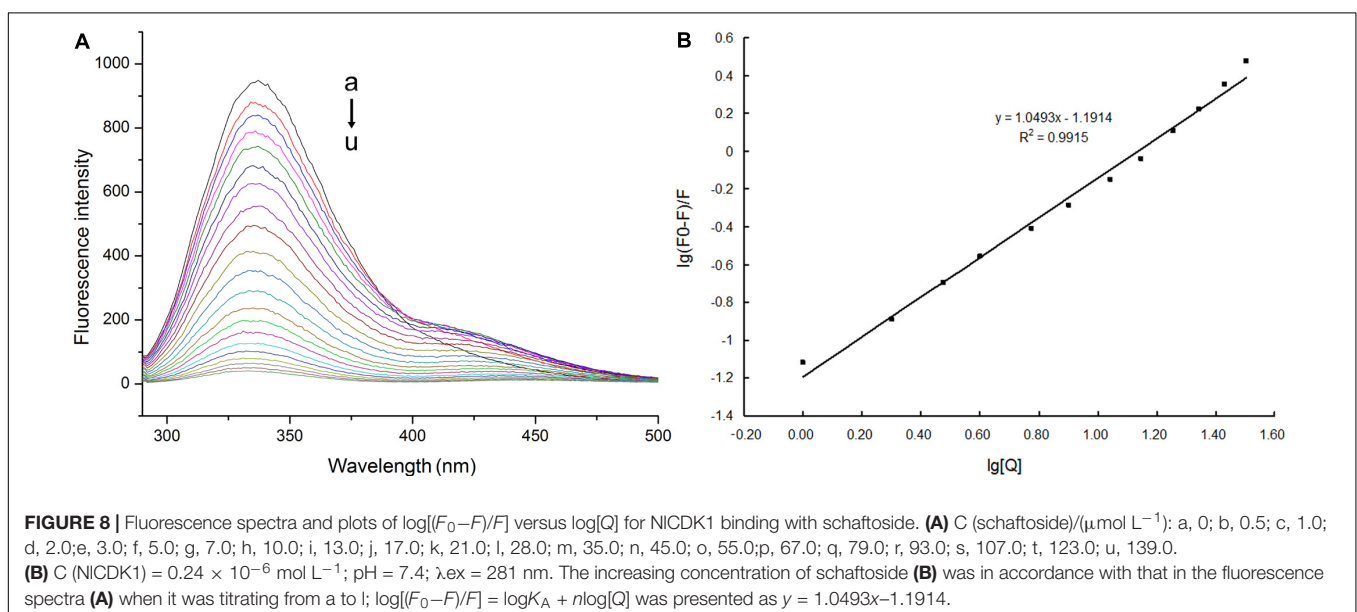 A
a
u
1000
800
600
400
200
0
300 350 400 450 500
Fluorescence intensity
Wavelength (nm)
B
0.6
0.4
0.2
0
-0.2
-0.4
-0.6
-0.8
-1
-1.2
-1.4
-0.20 0.00 0.20 0.40 0.60 0.80 1.00 1.20 1.40 1.60
lg(F0-F)/F
lg[Q]
y = 1.0493x - 1.1914
R² = 0.9915
FIGURE 8 | Fluorescence spectra and plots of log[(F₀−F)/F] versus log[Q] for NlCDK1 binding with schaftoside. (A) C (schaftoside)/(μmol L⁻¹): a, 0; b, 0.5; c, 1.0;
d, 2.0;e, 3.0; f, 5.0; g, 7.0; h, 10.0; i, 13.0; j, 17.0; k, 21.0; l, 28.0; m, 35.0; n, 45.0; o, 55.0;p, 67.0; q, 79.0; r, 93.0; s, 107.0; t, 123.0; u, 139.0.
(B) C (NlCDK1) = 0.24 × 10⁻⁶ mol L⁻¹; pH = 7.4; λex = 281 nm. The increasing concentration of schaftoside (B) was in accordance with that in the fluorescence
spectra (A) when it was titrating from a to l; log[(F₀−F)/F] = logK_A + nlog[Q] was presented as y = 1.0493x–1.1914.